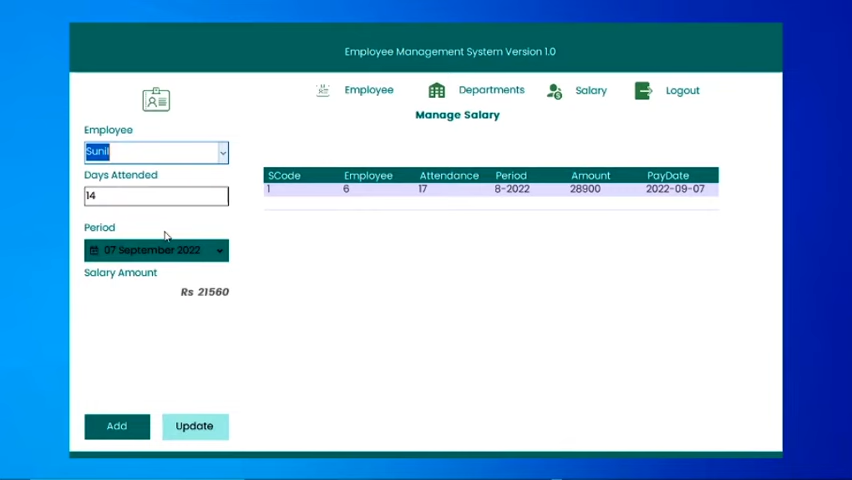 Employee Management System Version 1.0
Employee Departments Salary Logout
Manage Salary
Employee
Sunil
Days Attended
14
Period
07 September 2022
Salary Amount
Rs 21560
Add Update
SCode Employee Attendance Period Amount PayDate
1 6 17 8-2022 28900 2022-09-07